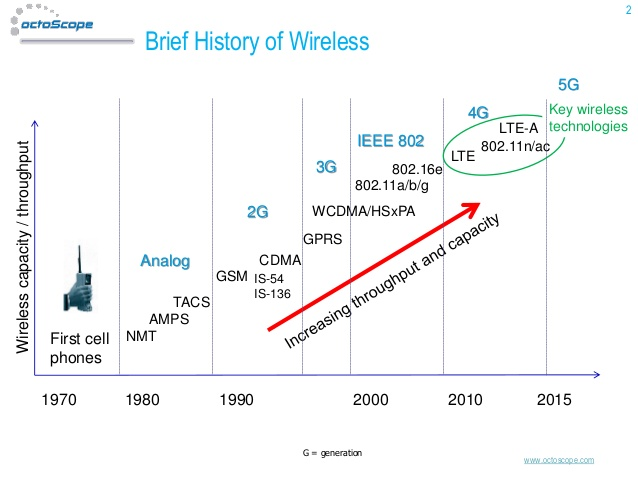 2
octoScope
Brief History of Wireless
5G
4G
Key wireless
technologies
LTE-A
802.11n/ac
LTE
IEEE 802
802.16e
802.11a/b/g
3G
WCDMA/HSxPA
GPRS
2G
CDMA
GSM
IS-54
IS-136
Analog
TACS
AMPS
NMT
First cell
phones
Increasing throughput and capacity
Wireless capacity / throughput
1970
1980
1990
2000
2010
2015
G = generation
www.octoscope.com